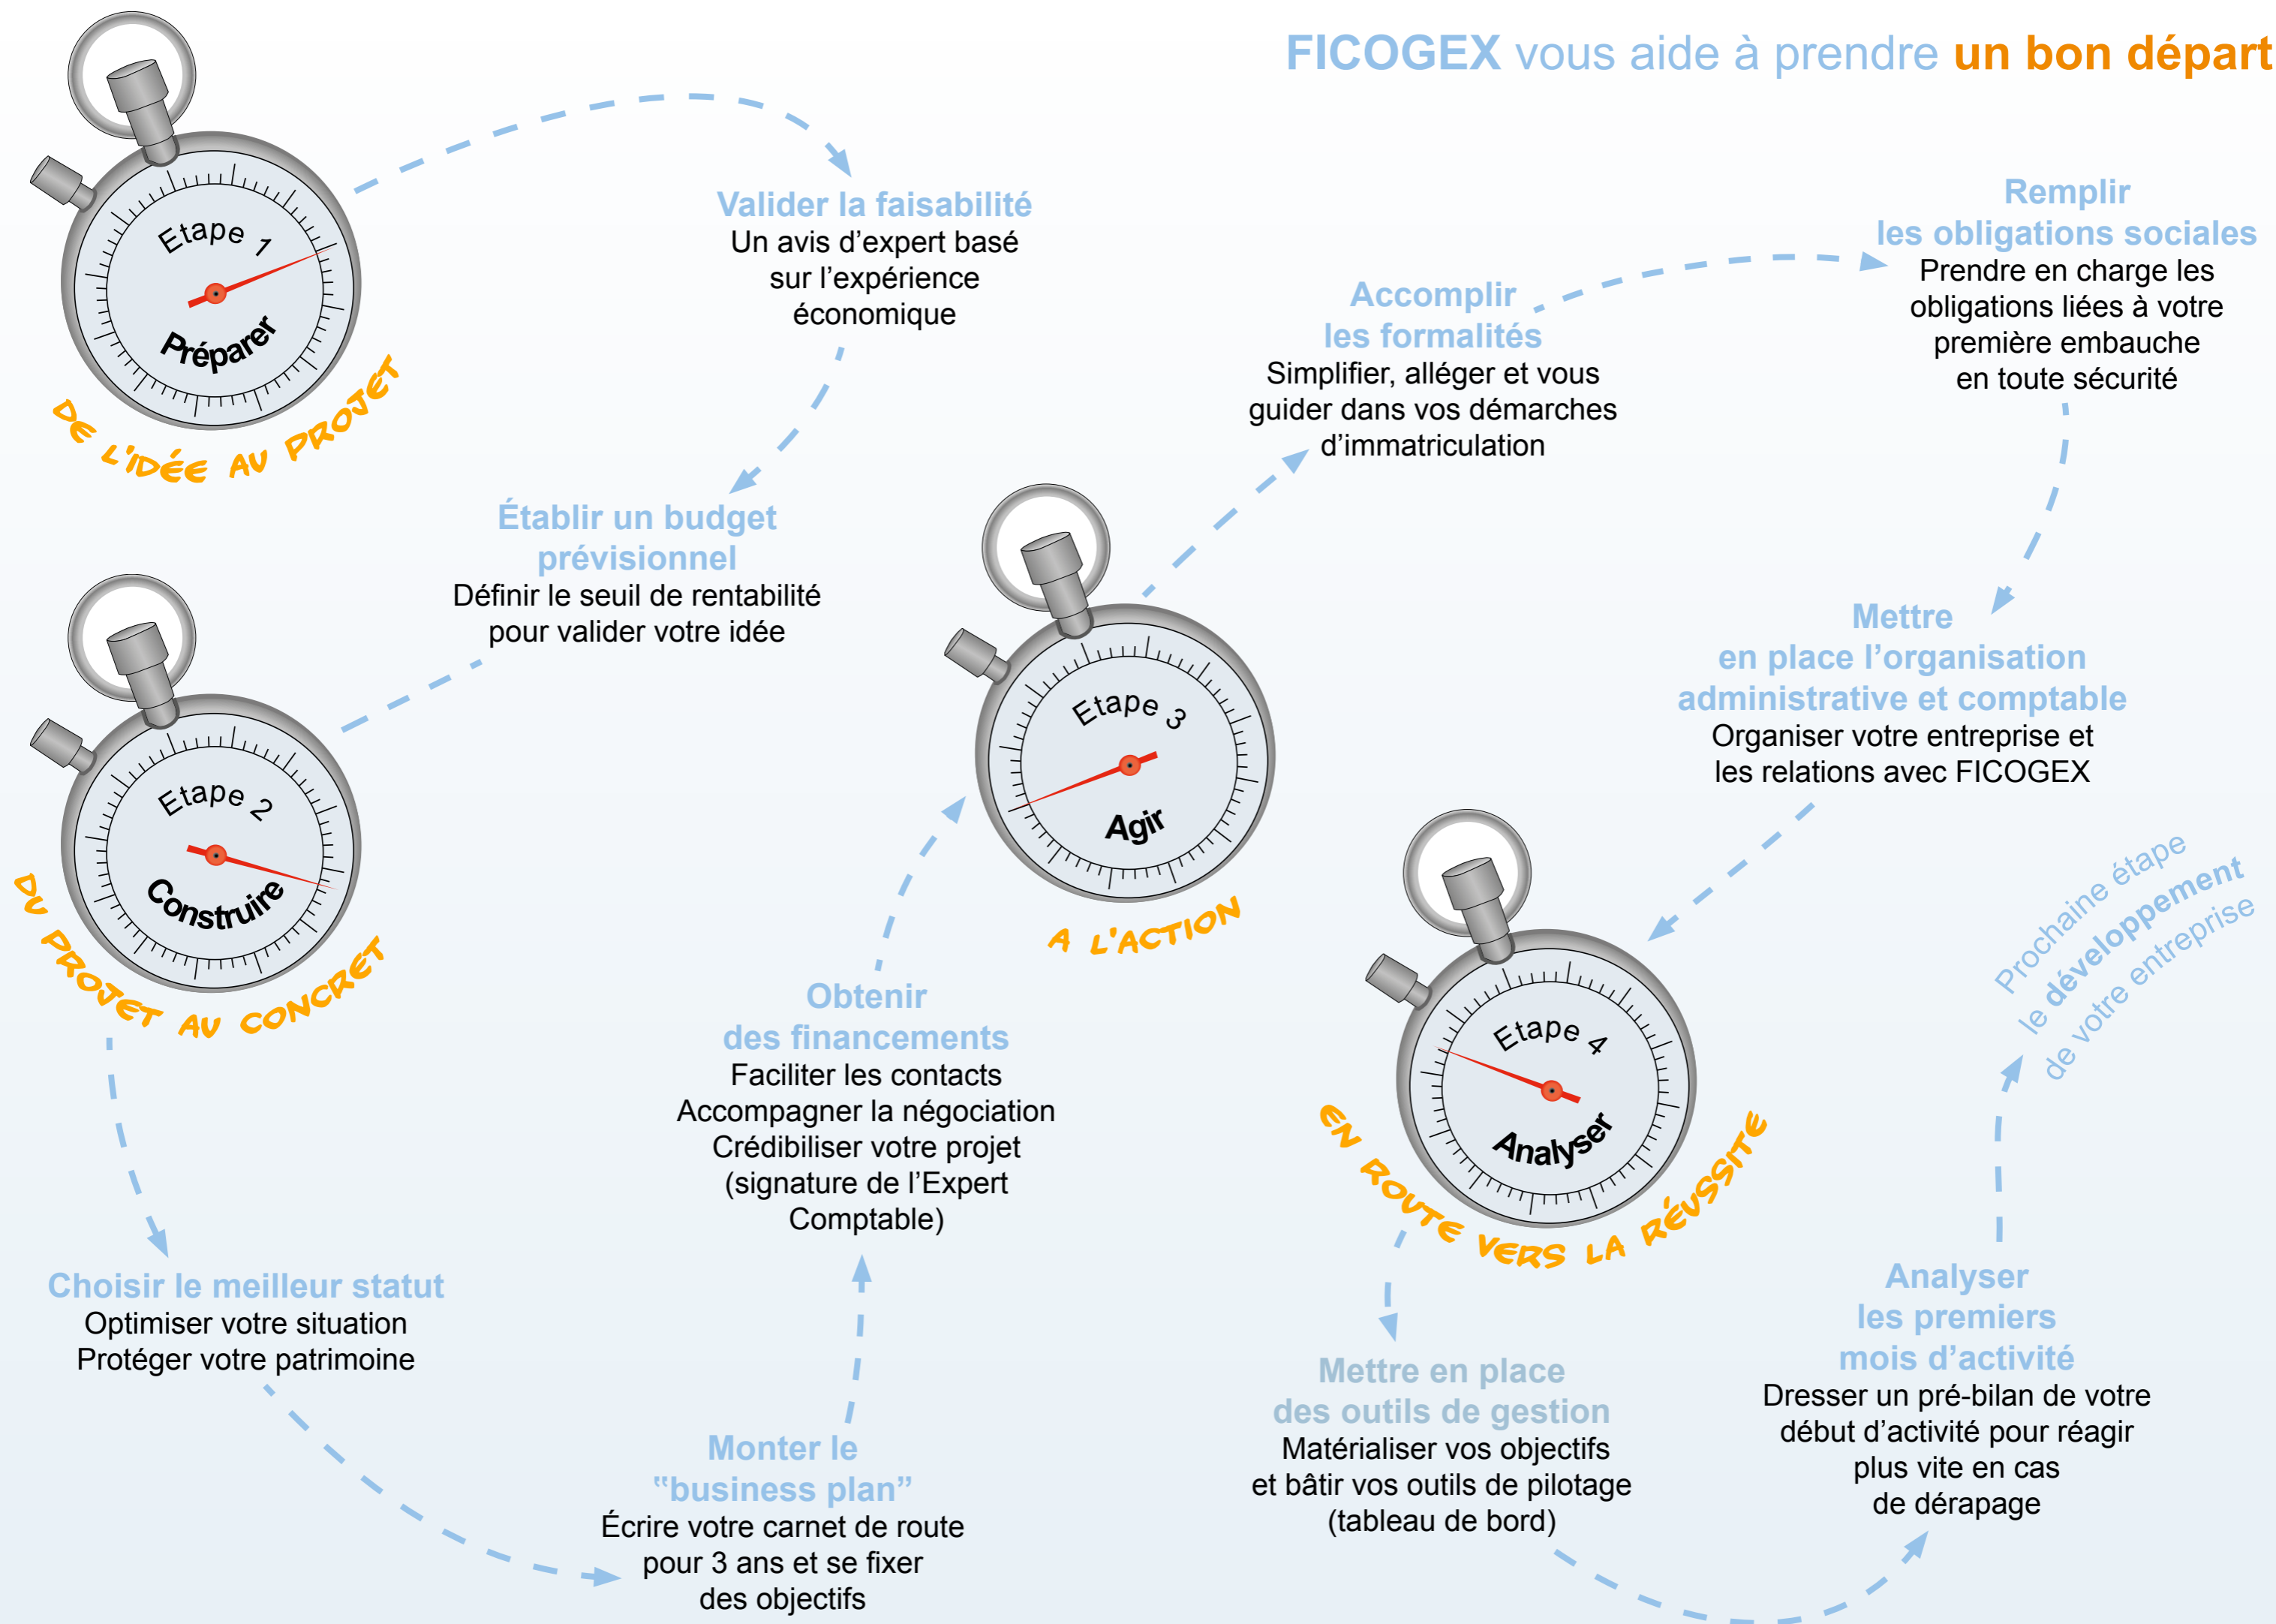 FICOGEX vous aide à prendre un bon départ
Etape 1
Préparer
DE L'IDÉE AU PROJET
Valider la faisabilité
Un avis d’expert basé
sur l’expérience
économique
Établir un budget
prévisionnel
Définir le seuil de rentabilité
pour valider votre idée
Etape 2
Construire
DU PROJET AU CONCRET
Choisir le meilleur statut
Optimiser votre situation
Protéger votre patrimoine
Monter le
“business plan”
Écrire votre carnet de route
pour 3 ans et se fixer
des objectifs
Obtenir
des financements
Faciliter les contacts
Accompagner la négociation
Crédibiliser votre projet
(signature de l’Expert
Comptable)
Etape 3
Agir
A L'ACTION
Accomplir
les formalités
Simplifier, alléger et vous
guider dans vos démarches
d’immatriculation
Remplir
les obligations sociales
Prendre en charge les
obligations liées à votre
première embauche
en toute sécurité
Mettre
en place l’organisation
administrative et comptable
Organiser votre entreprise et
les relations avec FICOGEX
Etape 4
Analyser
EN ROUTE VERS LA RÉUSSITE
Mettre en place
des outils de gestion
Matérialiser vos objectifs
et bâtir vos outils de pilotage
(tableau de bord)
Analyser
les premiers
mois d’activité
Dresser un pré-bilan de votre
début d’activité pour réagir
plus vite en cas
de dérapage
Prochaine étape
le développement
de votre entreprise